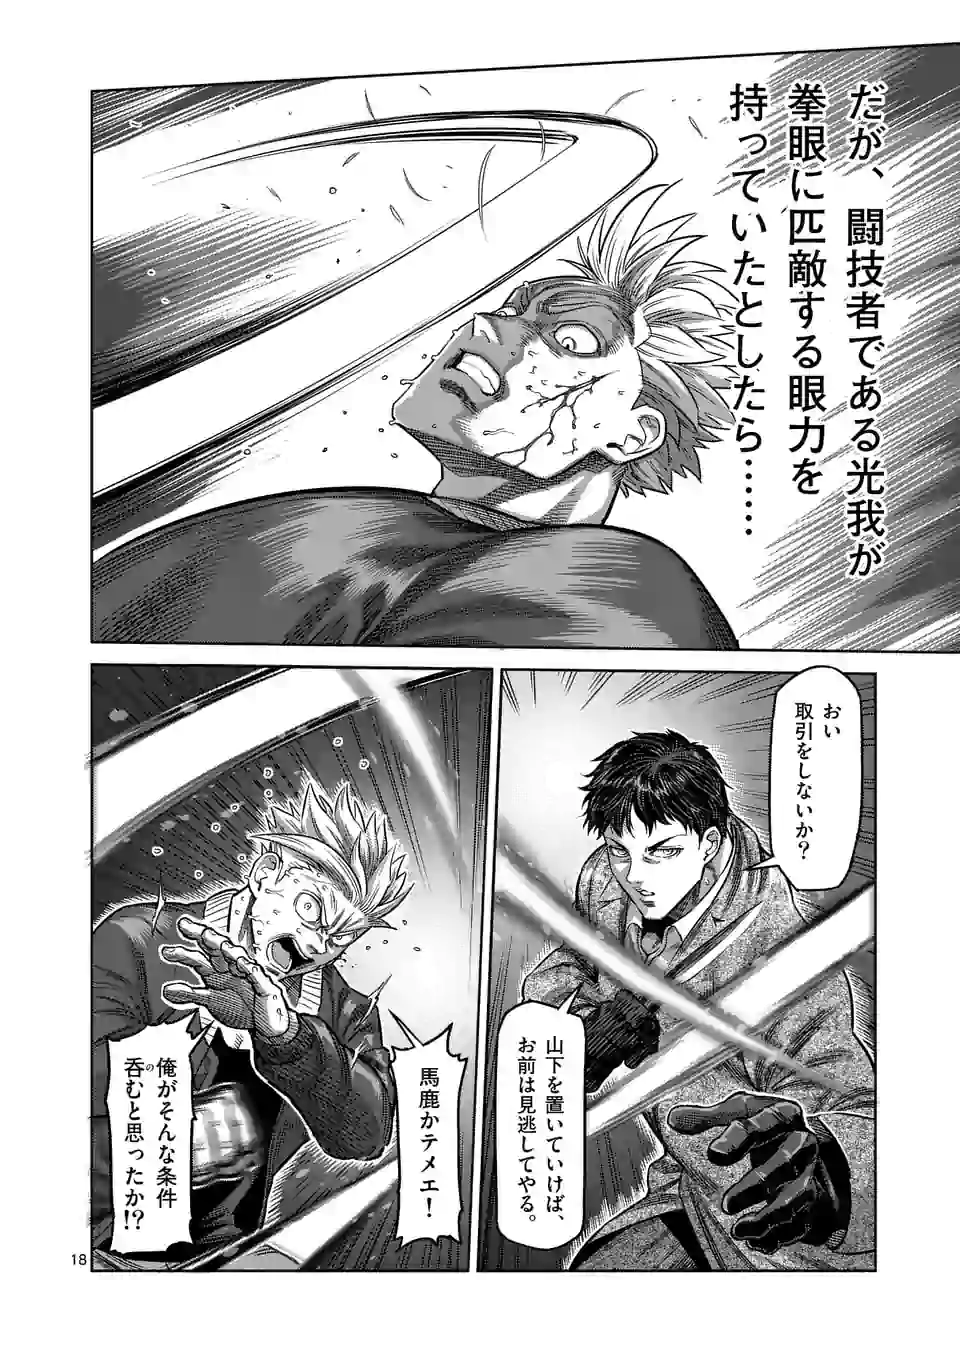 だが、闘技者である光我が
拳眼に匹敵する眼力を
持っていたとしたら……
おい
取引をしないか？
山下を置いていけば、
お前は見逃してやる。
馬鹿かテメエ！
俺がそんな条件
呑むと思ったか!?
の
18